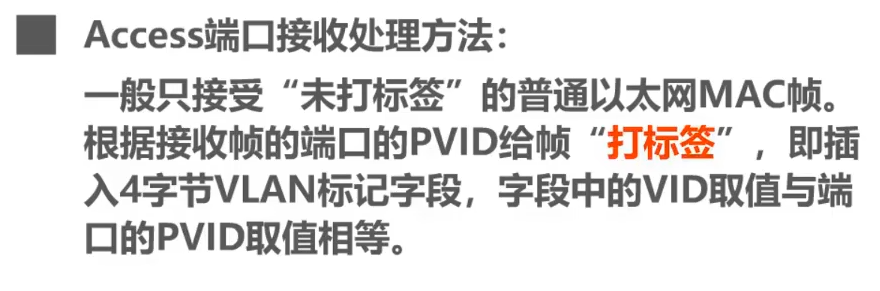 Access端口接收处理方法：
一般只接受“未打标签”的普通以太网MAC帧。
根据接收帧的端口的PVID给帧“打标签”，即插
入4字节VLAN标记字段，字段中的VID取值与端
口的PVID取值相等。